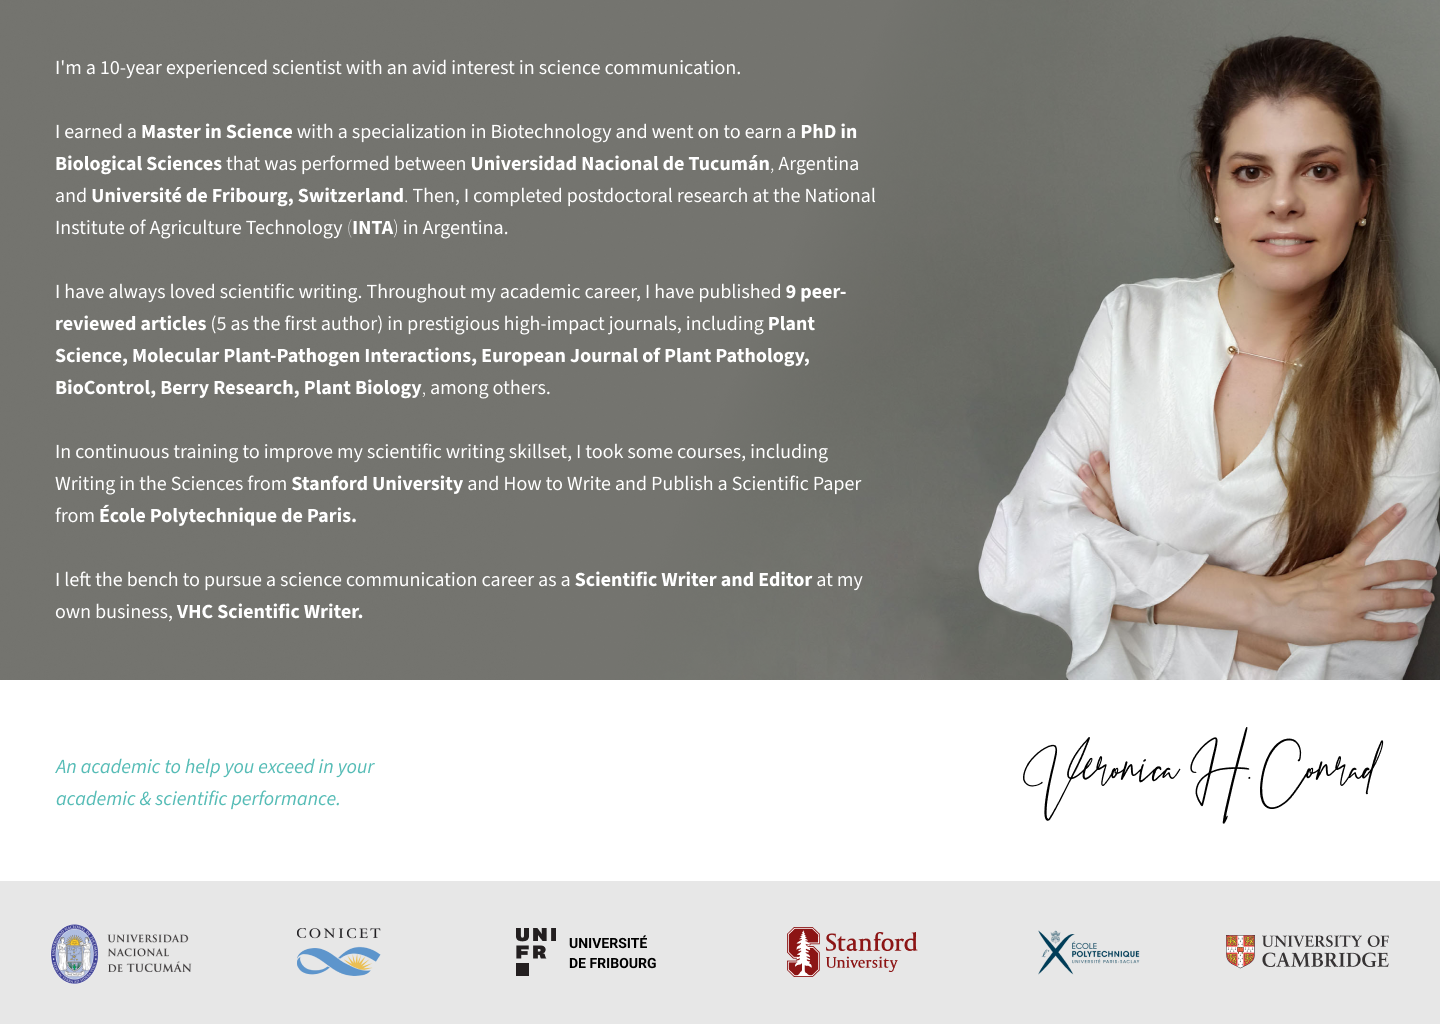 I'm a 10-year experienced scientist with an avid interest in science communication.
I earned a Master in Science with a specialization in Biotechnology and went on to earn a PhD in
Biological Sciences that was performed between Universidad Nacional de Tucumán, Argentina
and Université de Fribourg, Switzerland. Then, I completed postdoctoral research at the National
Institute of Agriculture Technology (INTA) in Argentina.
I have always loved scientific writing. Throughout my academic career, I have published 9 peer-
reviewed articles (5 as the first author) in prestigious high-impact journals, including Plant
Science, Molecular Plant-Pathogen Interactions, European Journal of Plant Pathology,
BioControl, Berry Research, Plant Biology, among others.
In continuous training to improve my scientific writing skillset, I took some courses, including
Writing in the Sciences from Stanford University and How to Write and Publish a Scientific Paper
from École Polytechnique de Paris.
I left the bench to pursue a science communication career as a Scientific Writer and Editor at my
own business, VHC Scientific Writer.
An academic to help you exceed in your
academic & scientific performance.
Veronica H. Conrad
UNIVERSIDAD
NACIONAL
DE TUCUMÁN
CONICET
UNI
FR
UNIVERSITÉ
DE FRIBOURG
Stanford
University
ÉCOLE
POLYTECHNIQUE
UNIVERSITÉ PARIS-SACLAY
UNIVERSITY OF
CAMBRIDGE